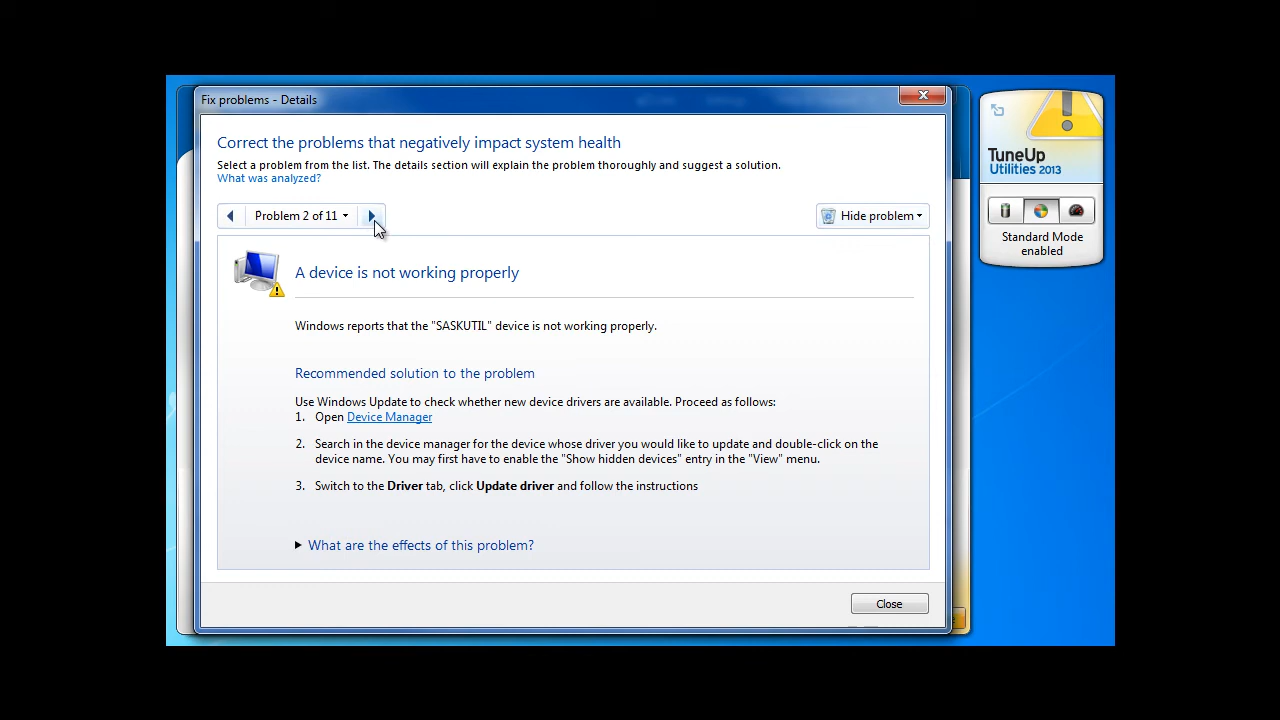 Fix problems - Details
Correct the problems that negatively impact system health
Select a problem from the list. The details section will explain the problem thoroughly and suggest a solution.
What was analyzed?
Problem 2 of 11
Hide problem
A device is not working properly
Windows reports that the "SASKUTIL" device is not working properly.
Recommended solution to the problem
Use Windows Update to check whether new device drivers are available. Proceed as follows:
1. Open Device Manager
2. Search in the device manager for the device whose driver you would like to update and double-click on the
device name. You may first have to enable the "Show hidden devices" entry in the "View" menu.
3. Switch to the Driver tab, click Update driver and follow the instructions
What are the effects of this problem?
Close
TuneUp
Utilities 2013
Standard Mode
enabled